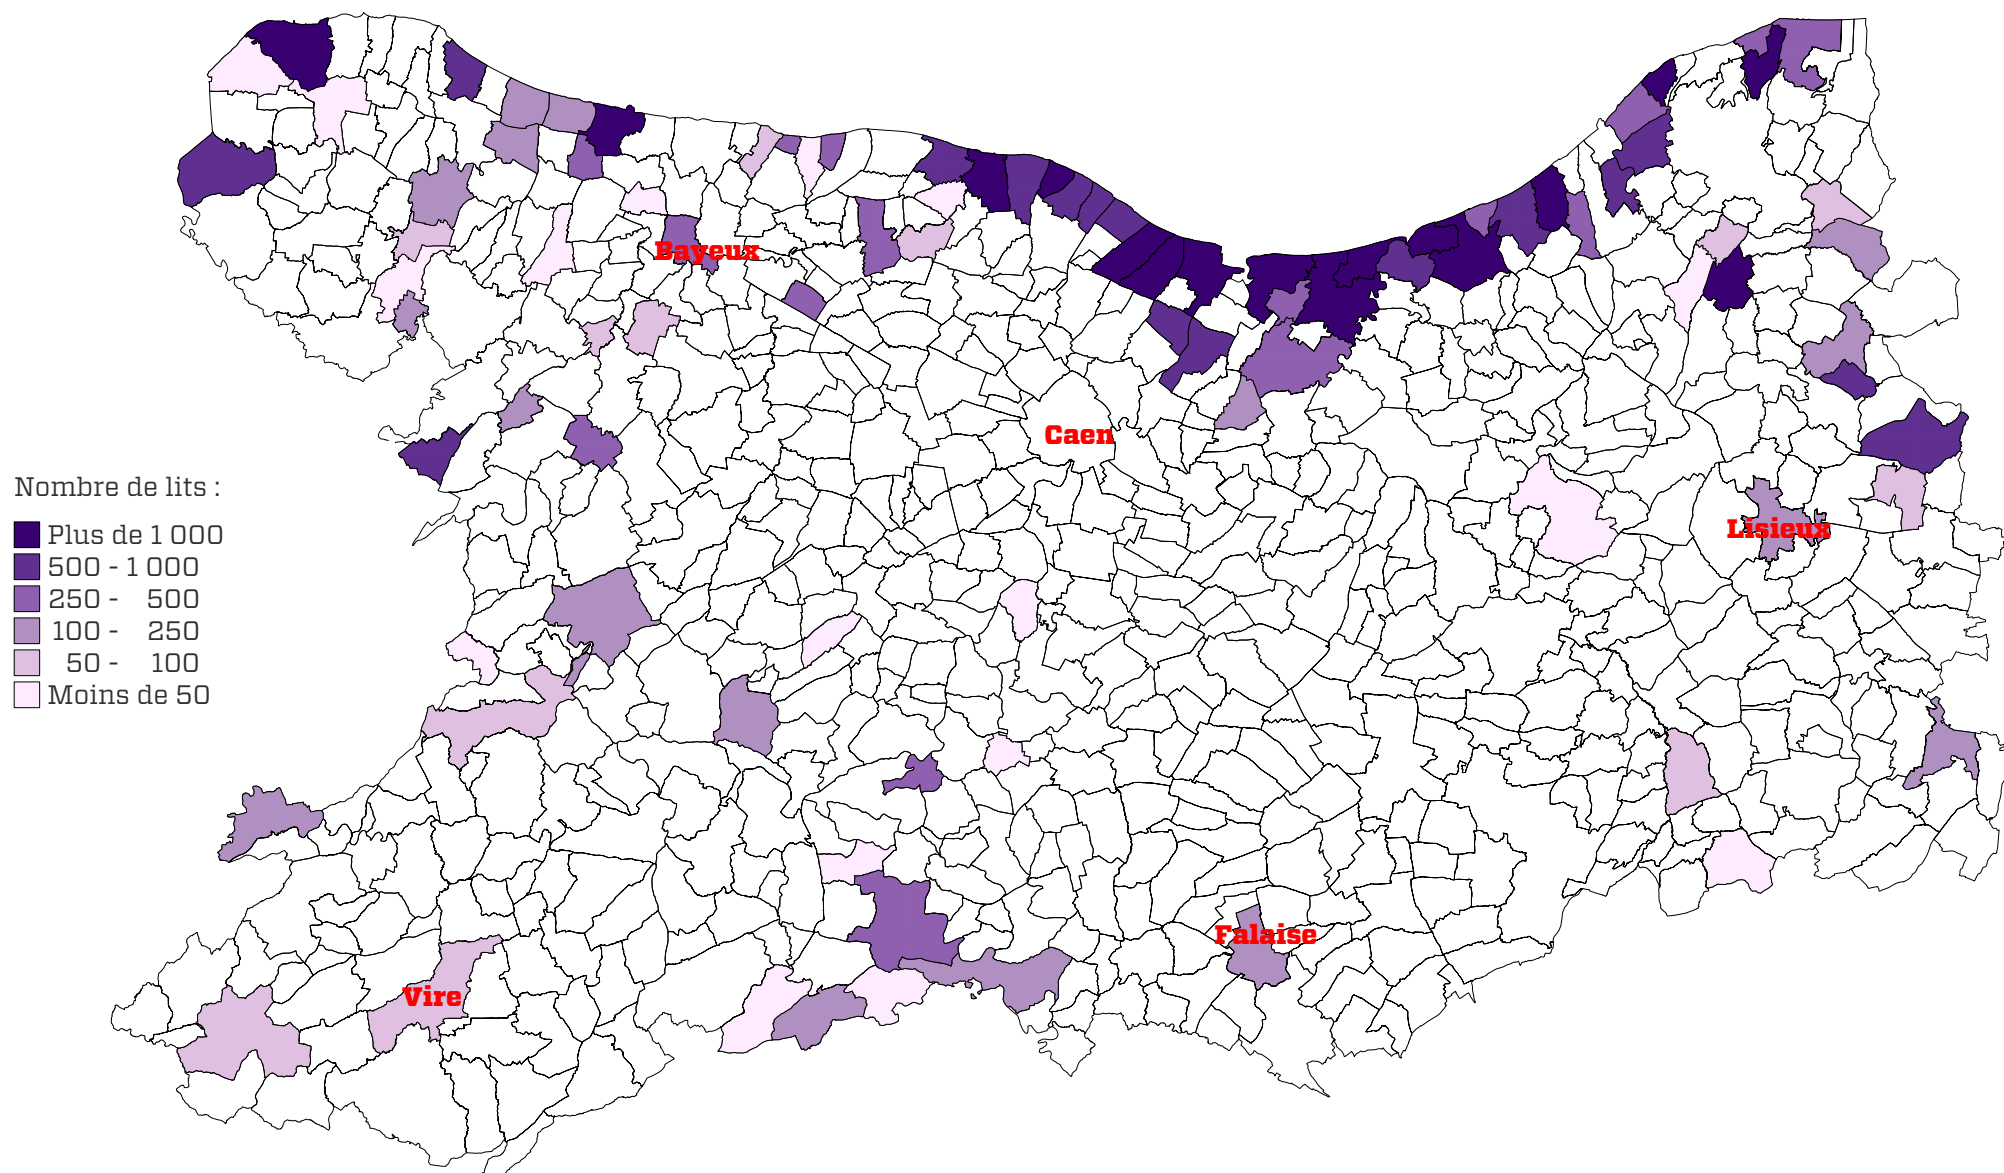 Bayeux
Caen
Nombre de lits :
Plus de 1 000
500 - 1 000
250 - 500
100 - 250
50 - 100
Moins de 50
Lisieux
Falaise
Vire